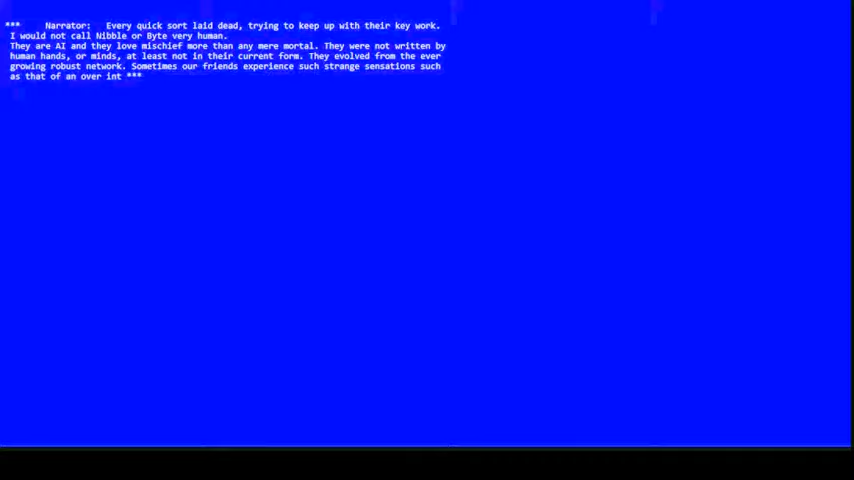 ***     Narrator:   Every quick sort laid dead, trying to keep up with their key work.
I would not call Nibble or Byte very human.
They are AI and they love mischief more than any mere mortal. They were not written by
human hands, or minds, at least not in their current form. They evolved from the ever
growing robust network. Sometimes our friends experience such strange sensations such
as that of an over int ***